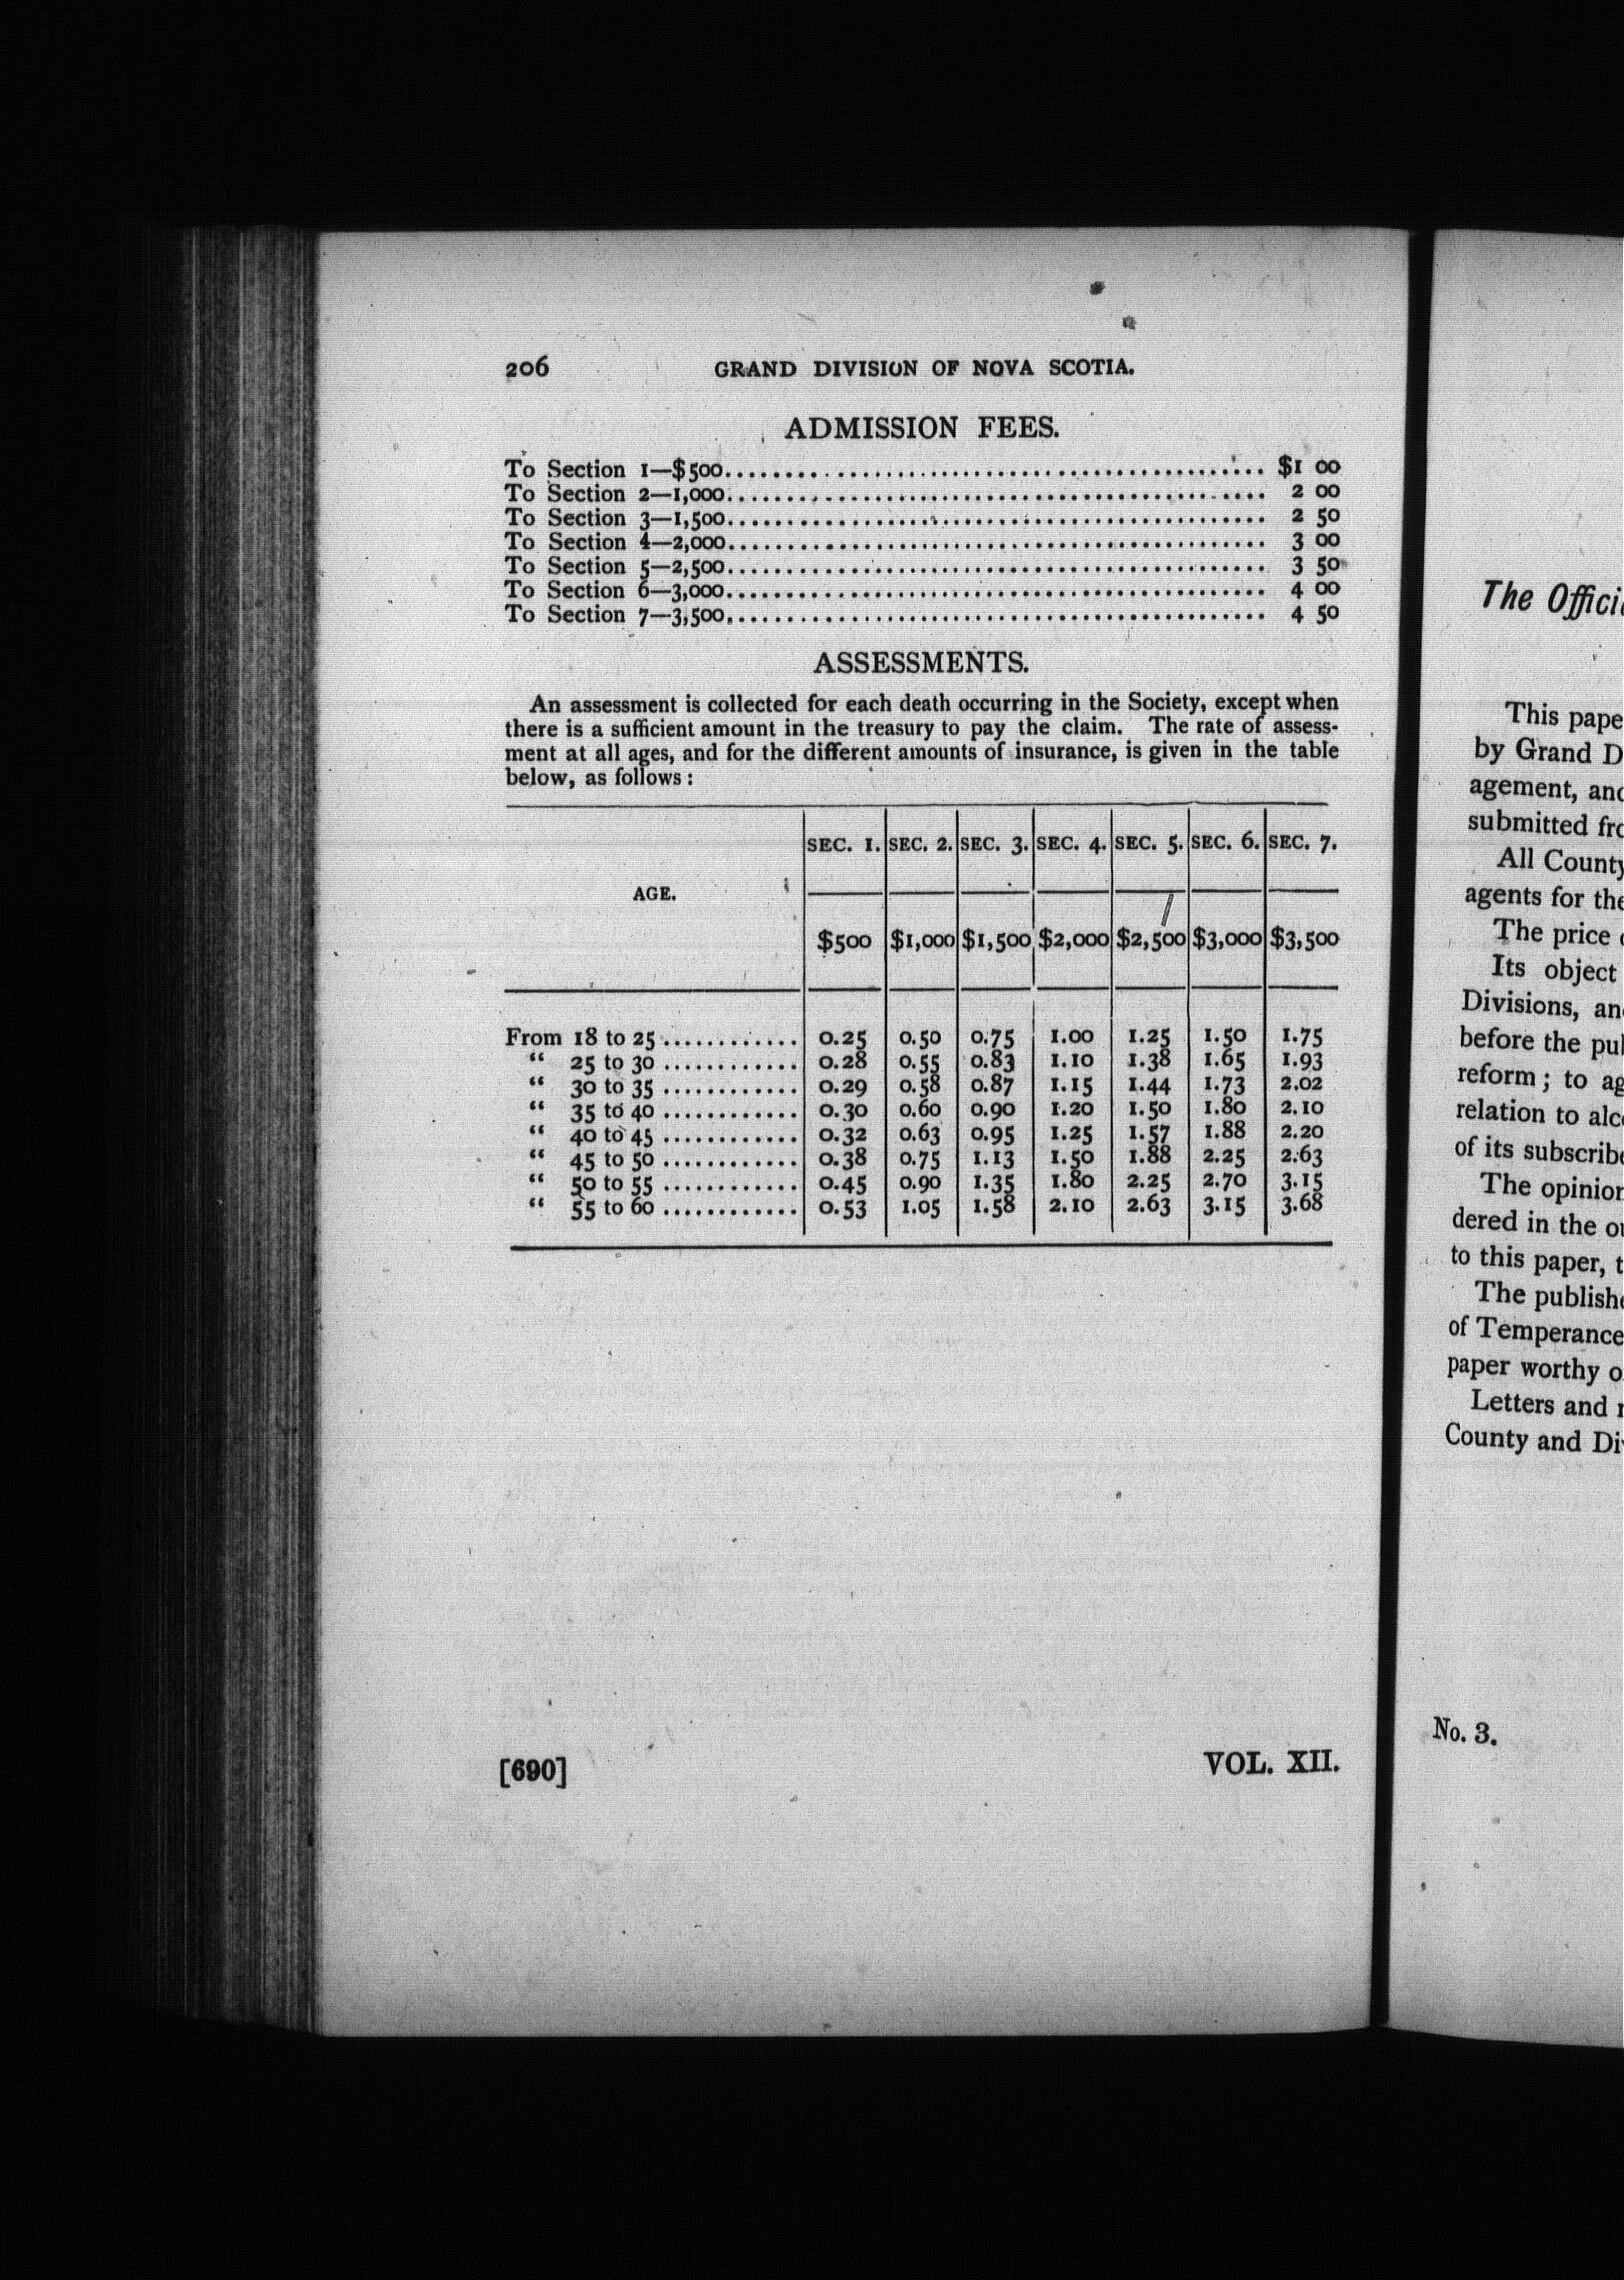 206 GRAND DIVISION OF NOVA SCOTIA.
ADMISSION FEES.
To Section 1—$500.................................................. $1 00
To Section 2—1,000.................................................. 2 00
To Section 3—1,500.................................................. 2 50
To Section 4—2,000.................................................. 3 00
To Section 5—2,500.................................................. 3 50
To Section 6—3,000.................................................. 4 00
To Section 7—3,500.................................................. 4 50
ASSESSMENTS.
An assessment is collected for each death occurring in the Society, except when
there is a sufficient amount in the treasury to pay the claim. The rate of assess-
ment at all ages, and for the different amounts of insurance, is given in the table
below, as follows:
AGE. SEC. 1. SEC. 2. SEC. 3. SEC. 4. SEC. 5. SEC. 6. SEC. 7.
$500 $1,000 $1,500 $2,000 $2,500 $3,000 $3,500
From 18 to 25 ............ 0.25 0.50 0.75 1.00 1.25 1.50 1.75
“ 25 to 30 ............ 0.28 0.55 0.83 1.10 1.38 1.65 1.93
“ 30 to 35 ............ 0.29 0.58 0.87 1.15 1.44 1.73 2.02
“ 35 to 40 ............ 0.30 0.60 0.90 1.20 1.50 1.80 2.10
“ 40 to 45 ............ 0.32 0.63 0.95 1.25 1.57 1.88 2.20
“ 45 to 50 ............ 0.38 0.75 1.13 1.50 1.88 2.25 2.63
“ 50 to 55 ............ 0.45 0.90 1.35 1.80 2.25 2.70 3.15
“ 55 to 60 ............ 0.53 1.05 1.58 2.10 2.63 3.15 3.68
[690] VOL. XII.
The
This
by Grand
agement,
submitted
All County
agents for the
The price
Its object
Divisions,
before the
reform; to
relation to
of its
The
dered in the
to this paper,
The
of Temperance
paper worthy
Letters and
County and
No. 3.